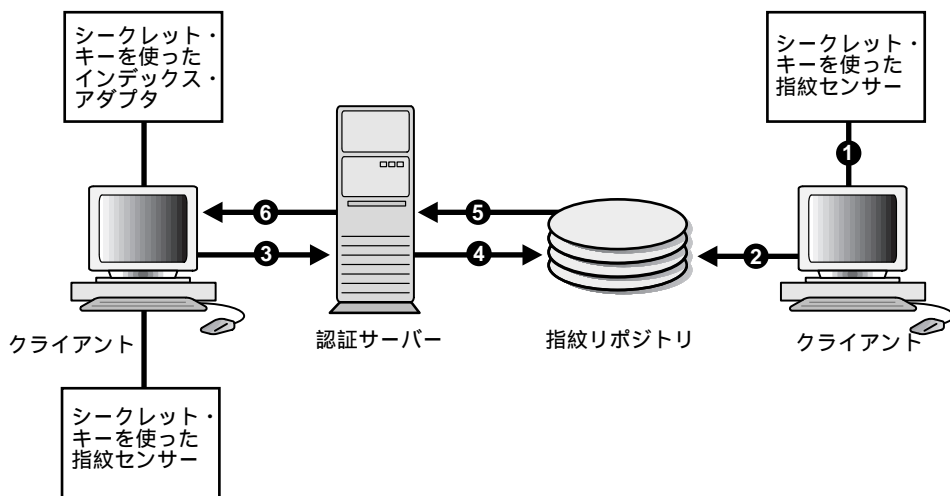 シークレット・
キーを使った
インデックス・
アダプタ
シークレット・
キーを使った
指紋センサー
1
6
5
3
4
2
クライアント
認証サーバー
指紋リポジトリ
クライアント
シークレット・
キーを使った
指紋センサー